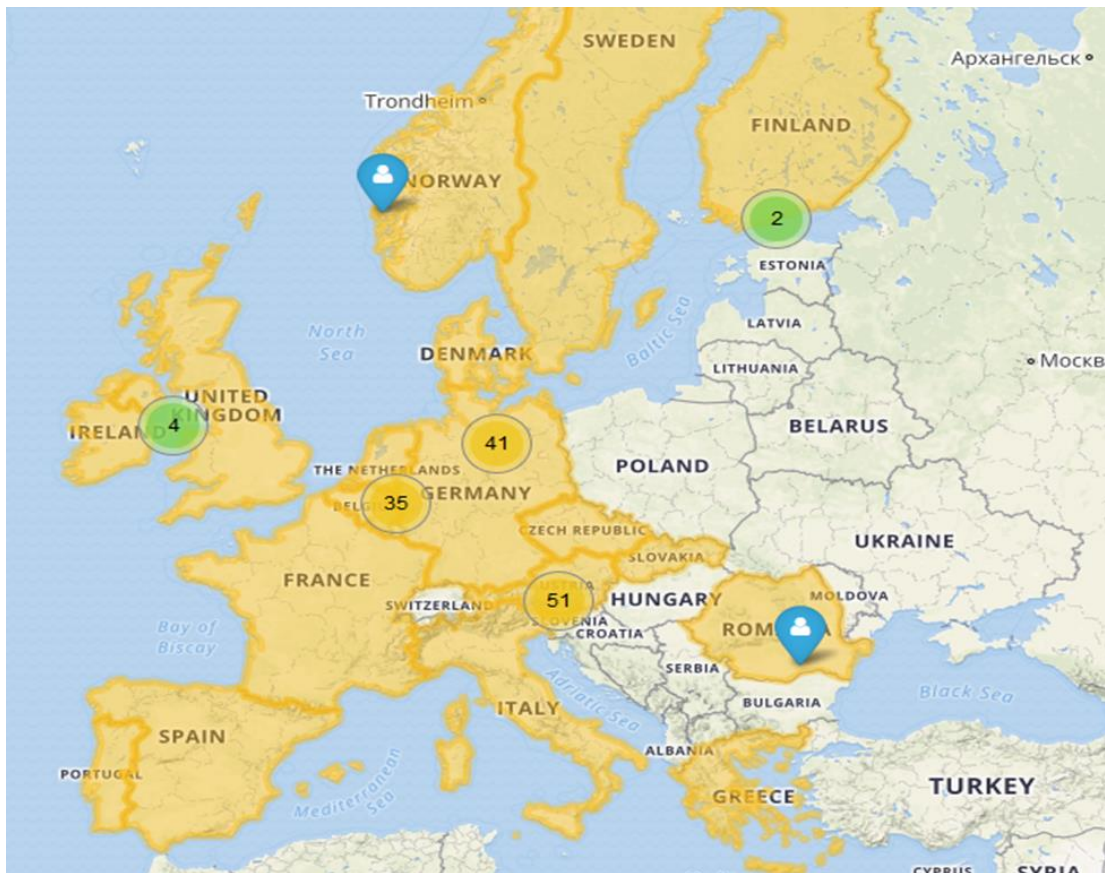 SWEDEN
Архангельск
Trondheim
FINLAND
NORWAY
2
ESTONIA
North
Sea
Baltic Sea
LATVIA
DENMARK
LITHUANIA
Москв
UNITED
KINGDOM
IRELAND
4
41
BELARUS
THE NETHERLANDS
POLAND
GERMANY
35
CZECH REPUBLIC
UKRAINE
SLOVAKIA
FRANCE
51
SWITZERLAND
HUNGARY
MOLDOVA
CROATIA
Bay of
Biscay
SERBIA
Adriatic Sea
Black Sea
BULGARIA
ITALY
SPAIN
ALBANIA
PORTUGAL
Mediterranean
Sea
GREECE
TURKEY
CYPRUS
SYRIA